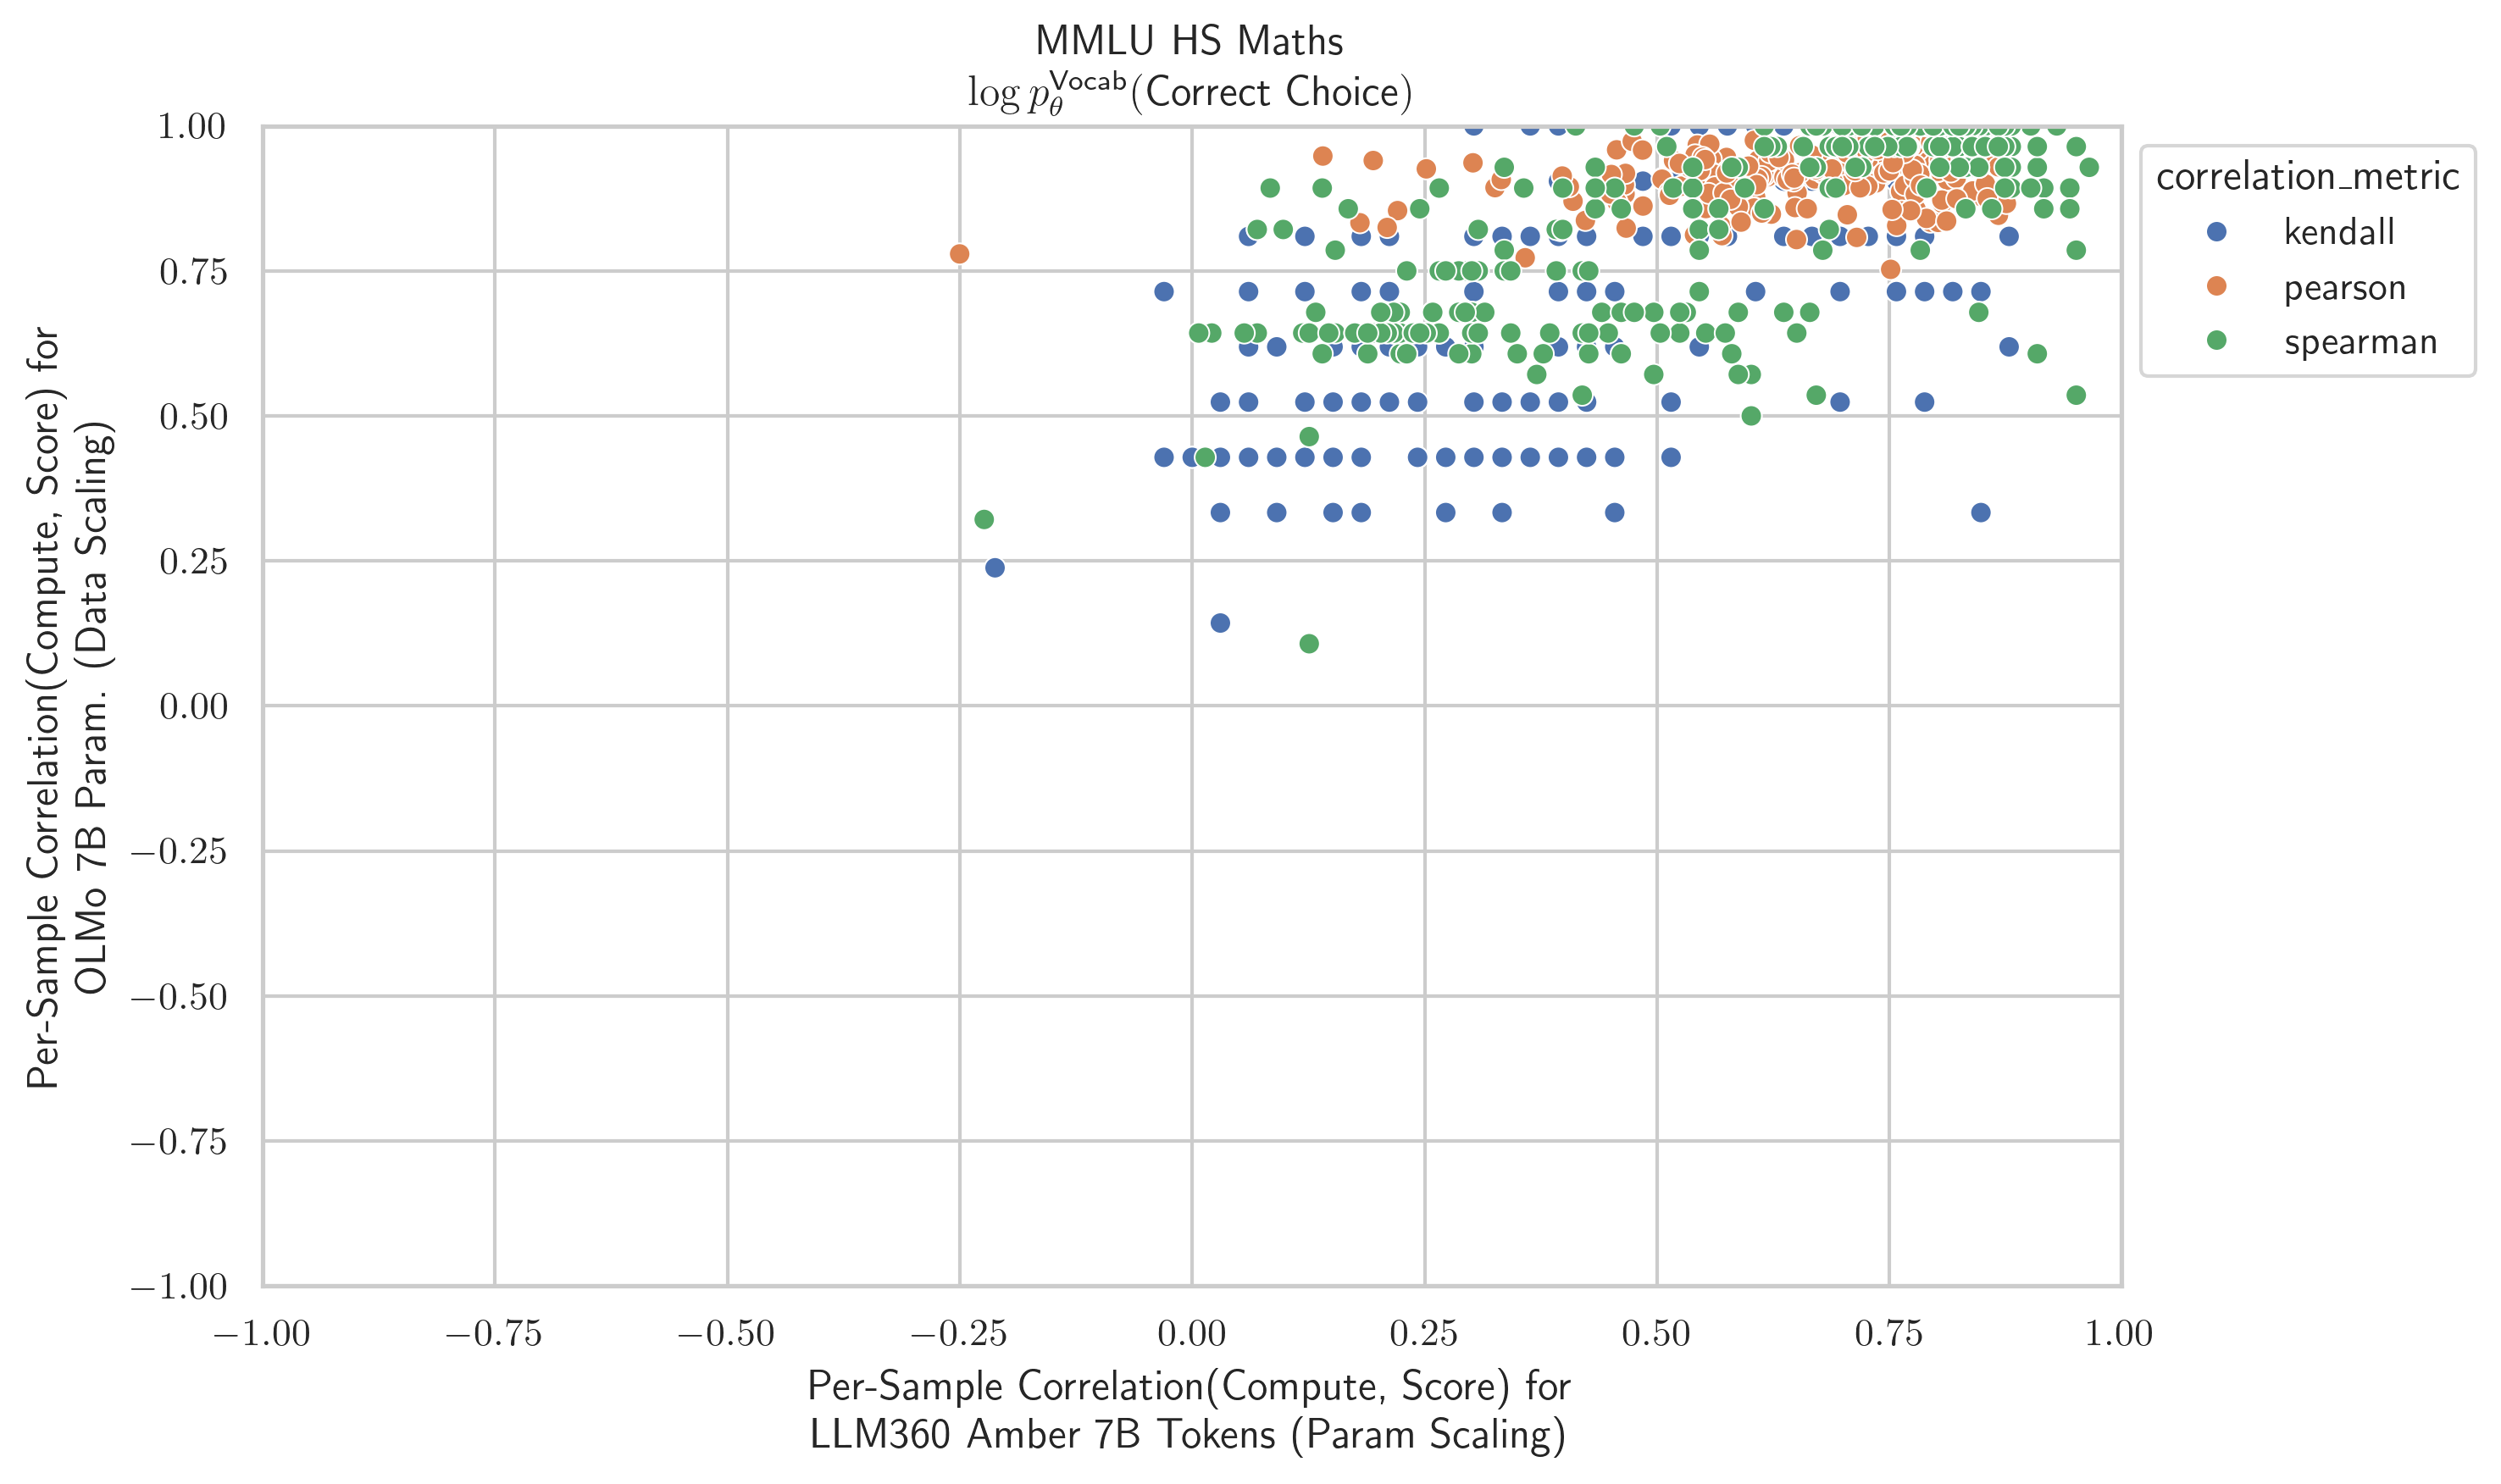 MMLU HS Maths
log p_θ^Vocab(Correct Choice)
1.00
0.75
0.50
0.25
0.00
−0.25
−0.50
−0.75
−1.00
Per-Sample Correlation(Compute, Score) for
OLMo 7B Param. (Data Scaling)
−1.00
−0.75
−0.50
−0.25
0.00
0.25
0.50
0.75
1.00
Per-Sample Correlation(Compute, Score) for
LLM360 Amber 7B Tokens (Param Scaling)
correlation_metric
kendall
pearson
spearman